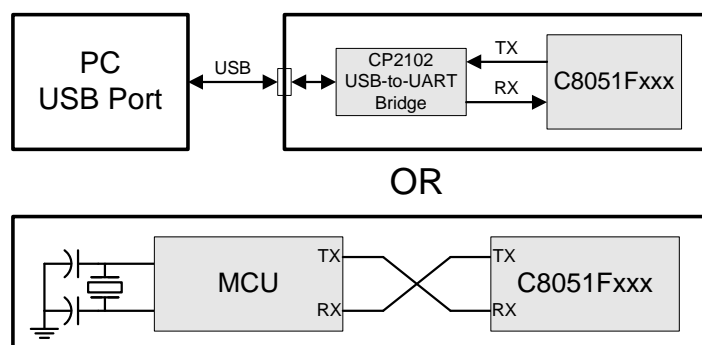 PC
USB Port
USB
CP2102
USB-to-UART
Bridge
TX
RX
C8051Fxxx
OR
MCU
TX
RX
TX
RX
C8051Fxxx